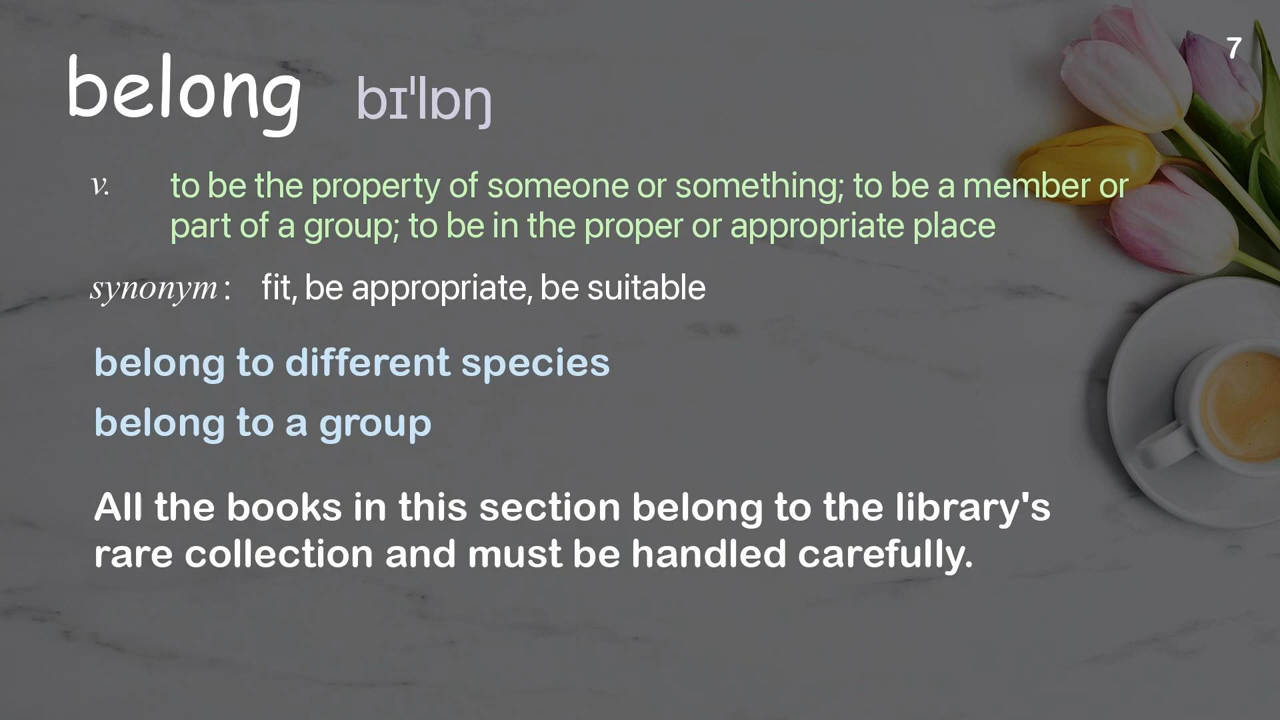 7
belong bɪˈlɒŋ
v. to be the property of someone or something; to be a member or
part of a group; to be in the proper or appropriate place
synonym : fit, be appropriate, be suitable
belong to different species
belong to a group
All the books in this section belong to the library's
rare collection and must be handled carefully.